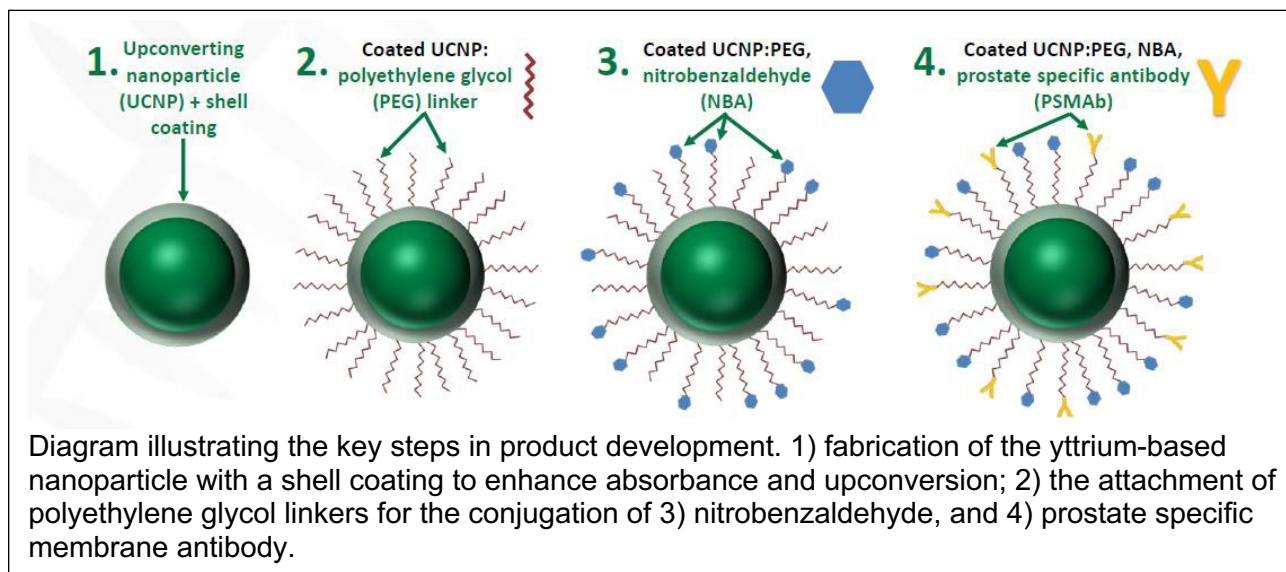 1. Upconverting
nanoparticle
(UCNP) + shell
coating
2. Coated UCNP:
polyethylene glycol
(PEG) linker
3. Coated UCNP:PEG,
nitrobenzaldehyde
(NBA)
4. Coated UCNP:PEG, NBA,
prostate specific antibody
(PSMAb)
Diagram illustrating the key steps in product development. 1) fabrication of the yttrium-based
nanoparticle with a shell coating to enhance absorbance and upconversion; 2) the attachment of
polyethylene glycol linkers for the conjugation of 3) nitrobenzaldehyde, and 4) prostate specific
membrane antibody.